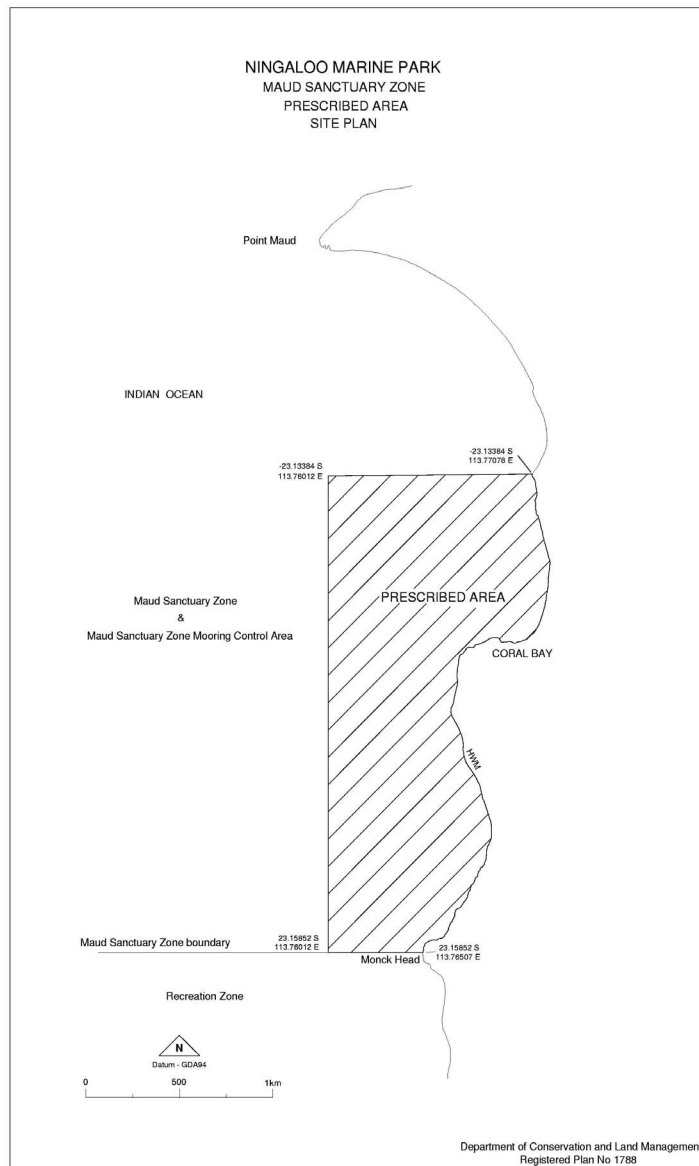 NINGALOO MARINE PARK
MAUD SANCTUARY ZONE
PRESCRIBED AREA
SITE PLAN
Point Maud
INDIAN OCEAN
-23.13384 S
113.77078 E
-23.13384 S
113.76012 E
PRESCRIBED AREA
Maud Sanctuary Zone
&
Maud Sanctuary Zone Mooring Control Area
CORAL BAY
HWM
Maud Sanctuary Zone boundary
23.15852 S
113.76012 E
23.15852 S
113.76507 E
Monck Head
Recreation Zone
N
Datum - GDA94
0 500 1km
Department of Conservation and Land Managemen
Registered Plan No 1788